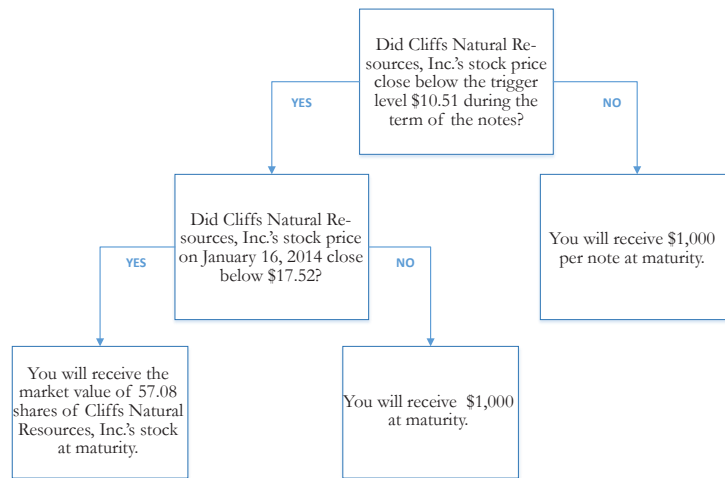 Did Cliffs Natural Re-
sources, Inc.'s stock price
close below the trigger
level $10.51 during the
term of the notes?
YES
NO
Did Cliffs Natural Re-
sources, Inc.'s stock price
on January 16, 2014 close
below $17.52?
You will receive $1,000
per note at maturity.
YES
NO
You will receive the
market value of 57.08
shares of Cliffs Natural
Resources, Inc.'s stock
at maturity.
You will receive  $1,000
at maturity.